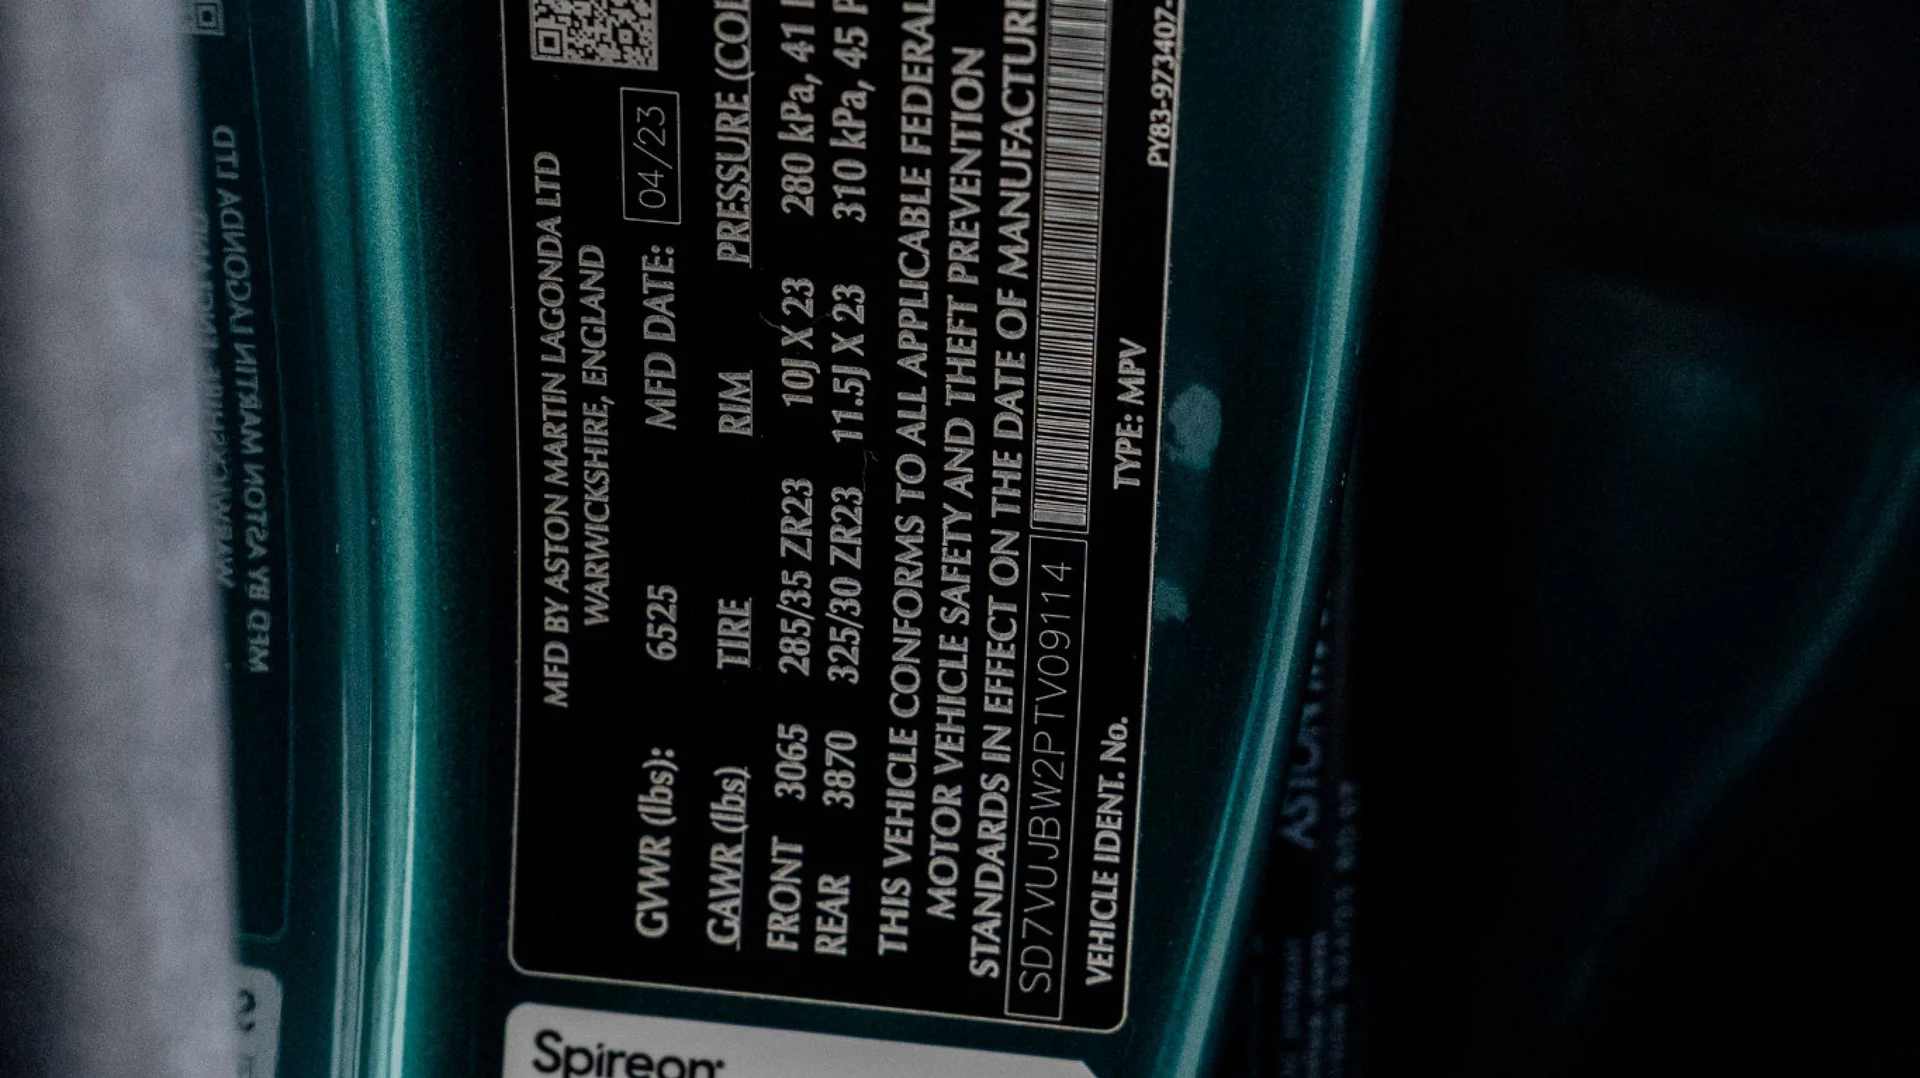 MFD BY ASTON MARTIN LAGONDA LTD
WARWICKSHIRE, ENGLAND
GVWR (lbs): 6525 MFD DATE: 04/23
GAWR (lbs) TIRE RIM PRESSURE (COL
FRONT 3065 285/35 ZR23 10J X 23 280 kPa, 41
REAR 3870 325/30 ZR23 11.5J X 23 310 kPa, 45 P
THIS VEHICLE CONFORMS TO ALL APPLICABLE FEDERAL
MOTOR VEHICLE SAFETY AND THEFT PREVENTION
STANDARDS IN EFFECT ON THE DATE OF MANUFACTURE
SD7VUJBW2PTV09114
VEHICLE IDENT. No. TYPE: MPV
PY83-973407-
Spireon
MFD BY ASTON MARTIN LAGONDA LTD